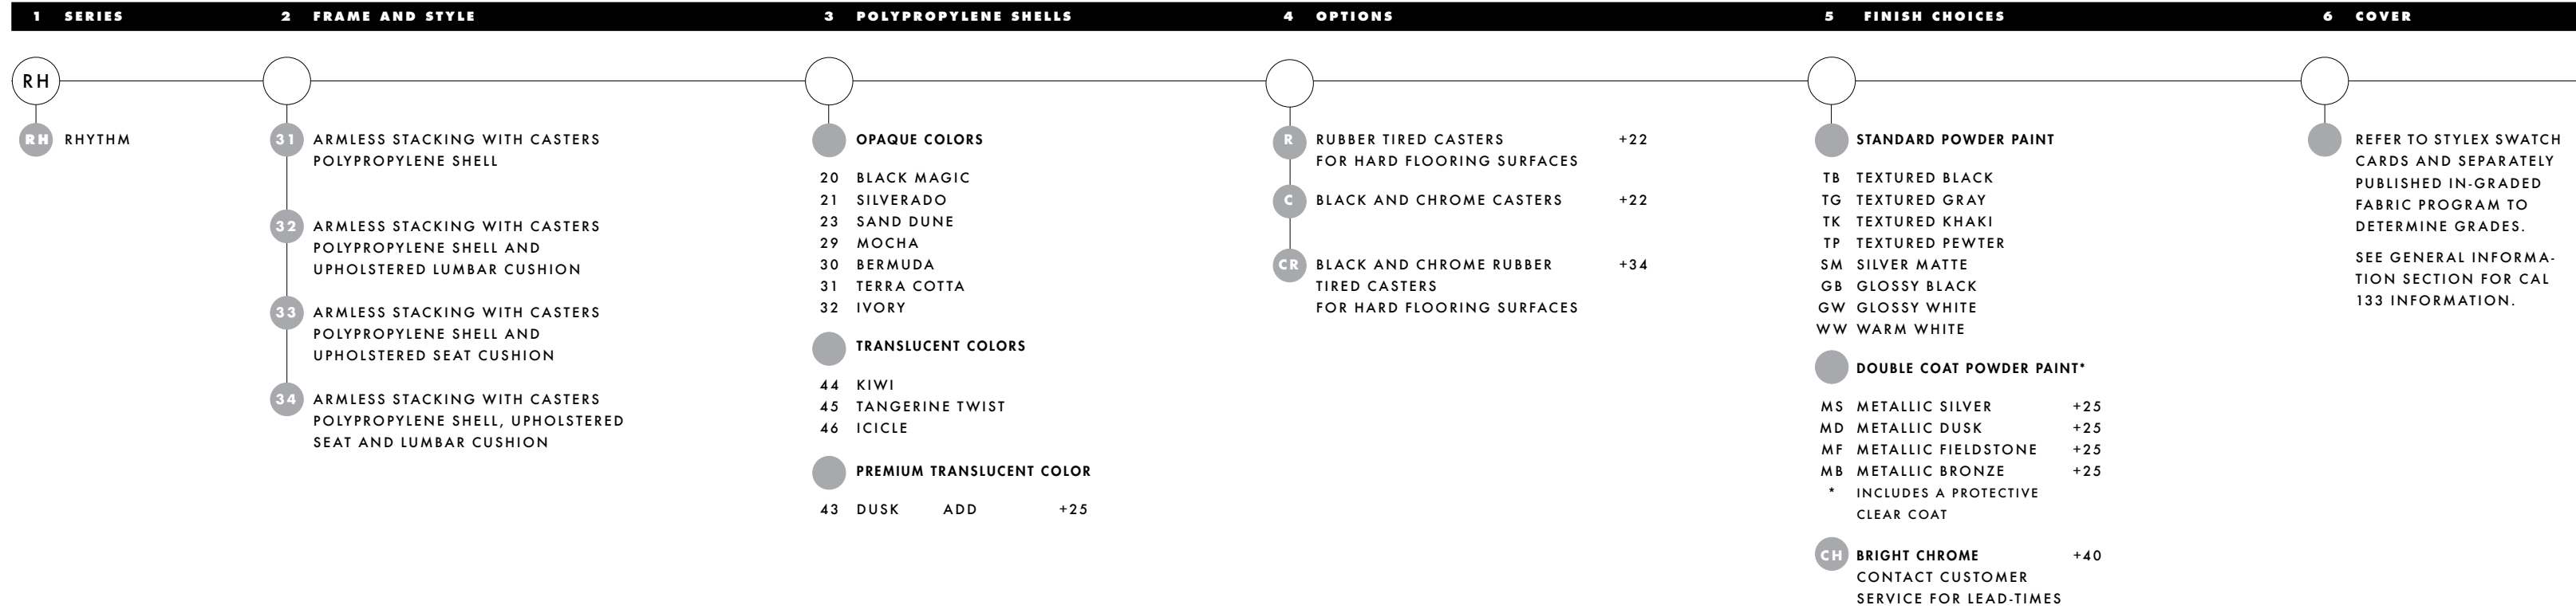 1 SERIES 2 FRAME AND STYLE 3 POLYPROPYLENE SHELLS 4 OPTIONS 5 FINISH CHOICES 6 COVER
RH
RH RHYTHM
31 ARMLESS STACKING WITH CASTERS
POLYPROPYLENE SHELL
32 ARMLESS STACKING WITH CASTERS
POLYPROPYLENE SHELL AND
UPHOLSTERED LUMBAR CUSHION
33 ARMLESS STACKING WITH CASTERS
POLYPROPYLENE SHELL AND
UPHOLSTERED SEAT CUSHION
34 ARMLESS STACKING WITH CASTERS
POLYPROPYLENE SHELL, UPHOLSTERED
SEAT AND LUMBAR CUSHION
OPAQUE COLORS
20 BLACK MAGIC
21 SILVERADO
23 SAND DUNE
29 MOCHA
30 BERMUDA
31 TERRA COTTA
32 IVORY
TRANSLUCENT COLORS
44 KIWI
45 TANGERINE TWIST
46 ICICLE
PREMIUM TRANSLUCENT COLOR
43 DUSK ADD +25
R RUBBER TIRED CASTERS +22
FOR HARD FLOORING SURFACES
C BLACK AND CHROME CASTERS +22
CR BLACK AND CHROME RUBBER +34
TIRED CASTERS
FOR HARD FLOORING SURFACES
STANDARD POWDER PAINT
TB TEXTURED BLACK
TG TEXTURED GRAY
TK TEXTURED KHAKI
TP TEXTURED PEWTER
SM SILVER MATTE
GB GLOSSY BLACK
GW GLOSSY WHITE
WW WARM WHITE
DOUBLE COAT POWDER PAINT*
MS METALLIC SILVER +25
MD METALLIC DUSK +25
MF METALLIC FIELDSTONE +25
MB METALLIC BRONZE +25
* INCLUDES A PROTECTIVE
CLEAR COAT
CH BRIGHT CHROME +40
CONTACT CUSTOMER
SERVICE FOR LEAD-TIMES
REFER TO STYLEX SWATCH
CARDS AND SEPARATELY
PUBLISHED IN-GRADED
FABRIC PROGRAM TO
DETERMINE GRADES.
SEE GENERAL INFORMA-
TION SECTION FOR CAL
133 INFORMATION.